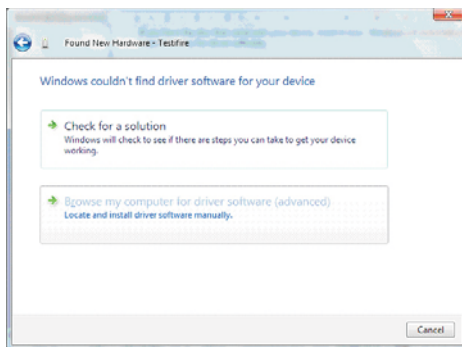 Found New Hardware - Testifire
Windows couldn't find driver software for your device
Check for a solution
Windows will check to see if there are steps you can take to get your device
working.
Browse my computer for driver software (advanced)
Locate and install driver software manually.
Cancel